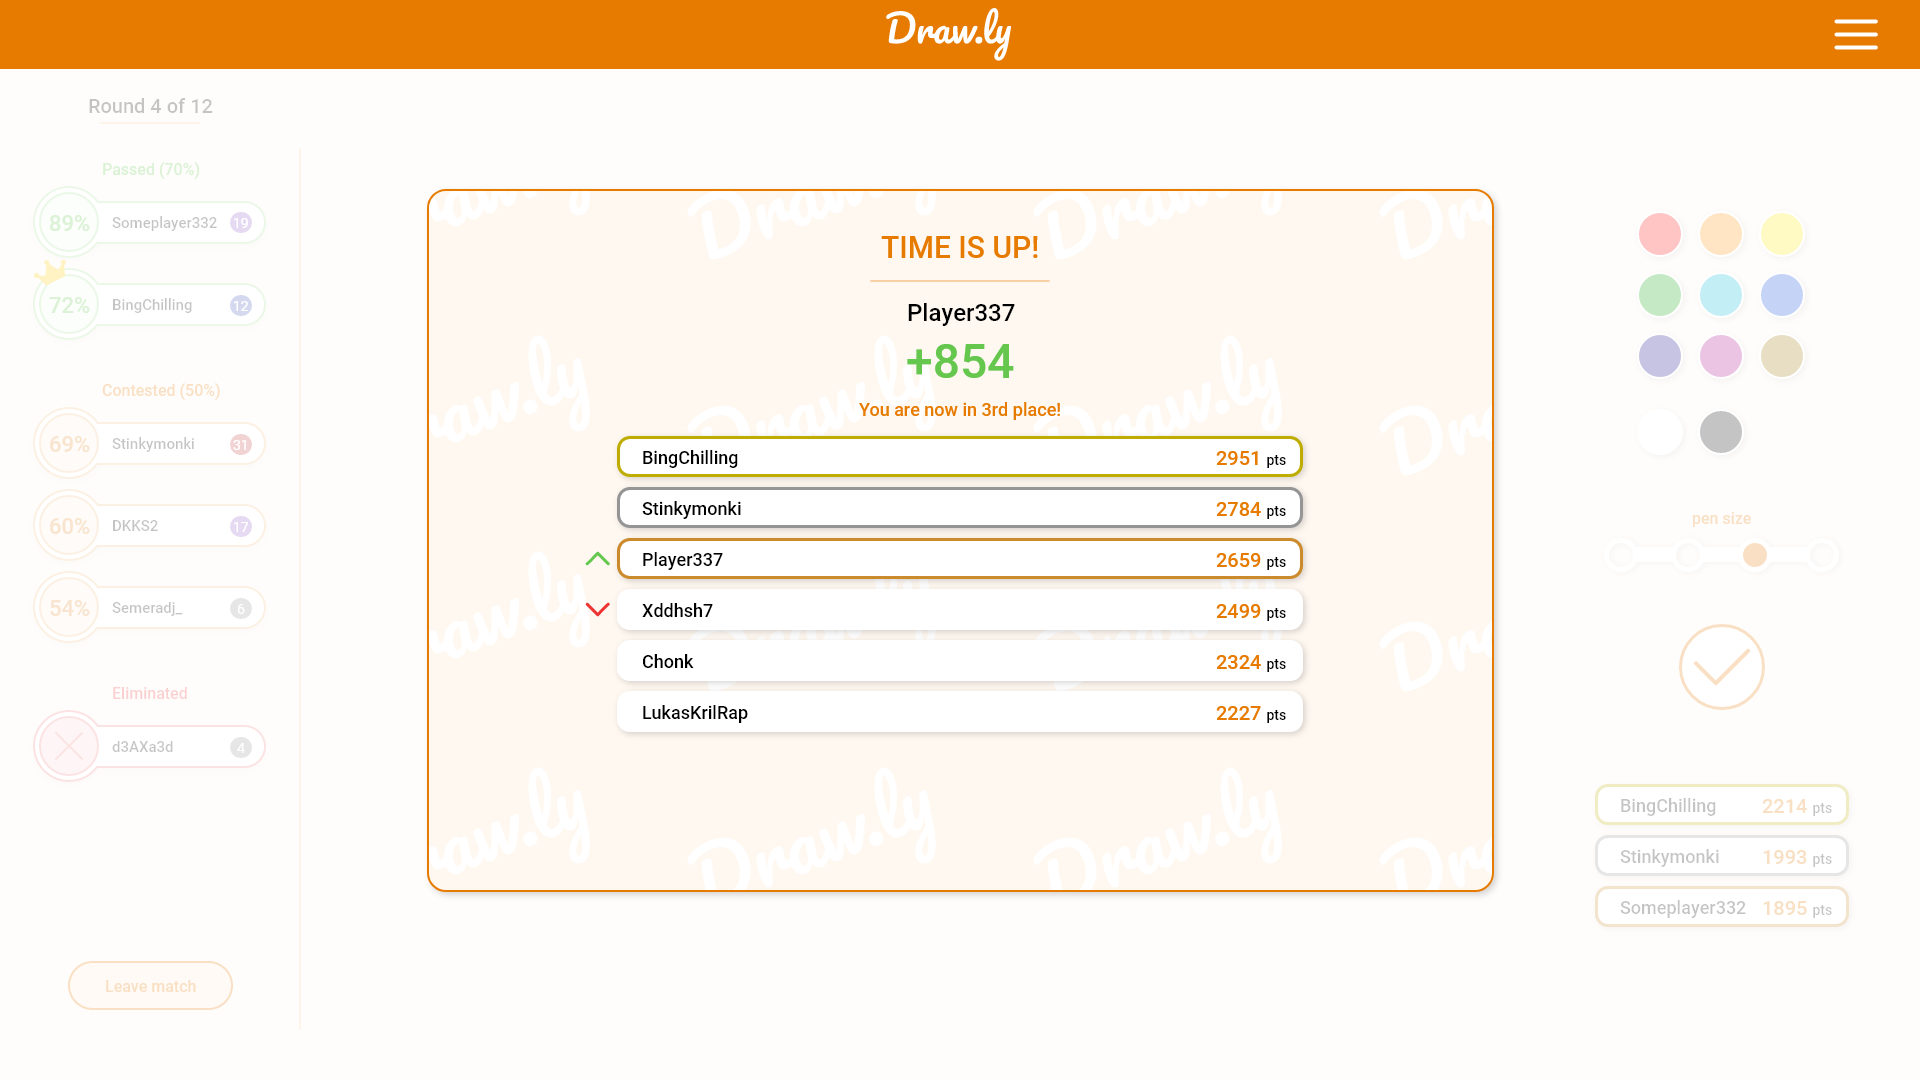 Draw.ly
Round 4 of 12
Passed (70%)
89% Someplayer332 19
72% BingChilling 12
Contested (50%)
69% Stinkymonki 31
60% DKKS2 17
54% Semeradj_ 6
Eliminated
d3AXa3d 4
Leave match
TIME IS UP!
Player337
+854
You are now in 3rd place!
BingChilling 2951 pts
Stinkymonki 2784 pts
Player337 2659 pts
Xddhsh7 2499 pts
Chonk 2324 pts
LukasKrilRap 2227 pts
pen size
BingChilling 2214 pts
Stinkymonki 1993 pts
Someplayer332 1895 pts